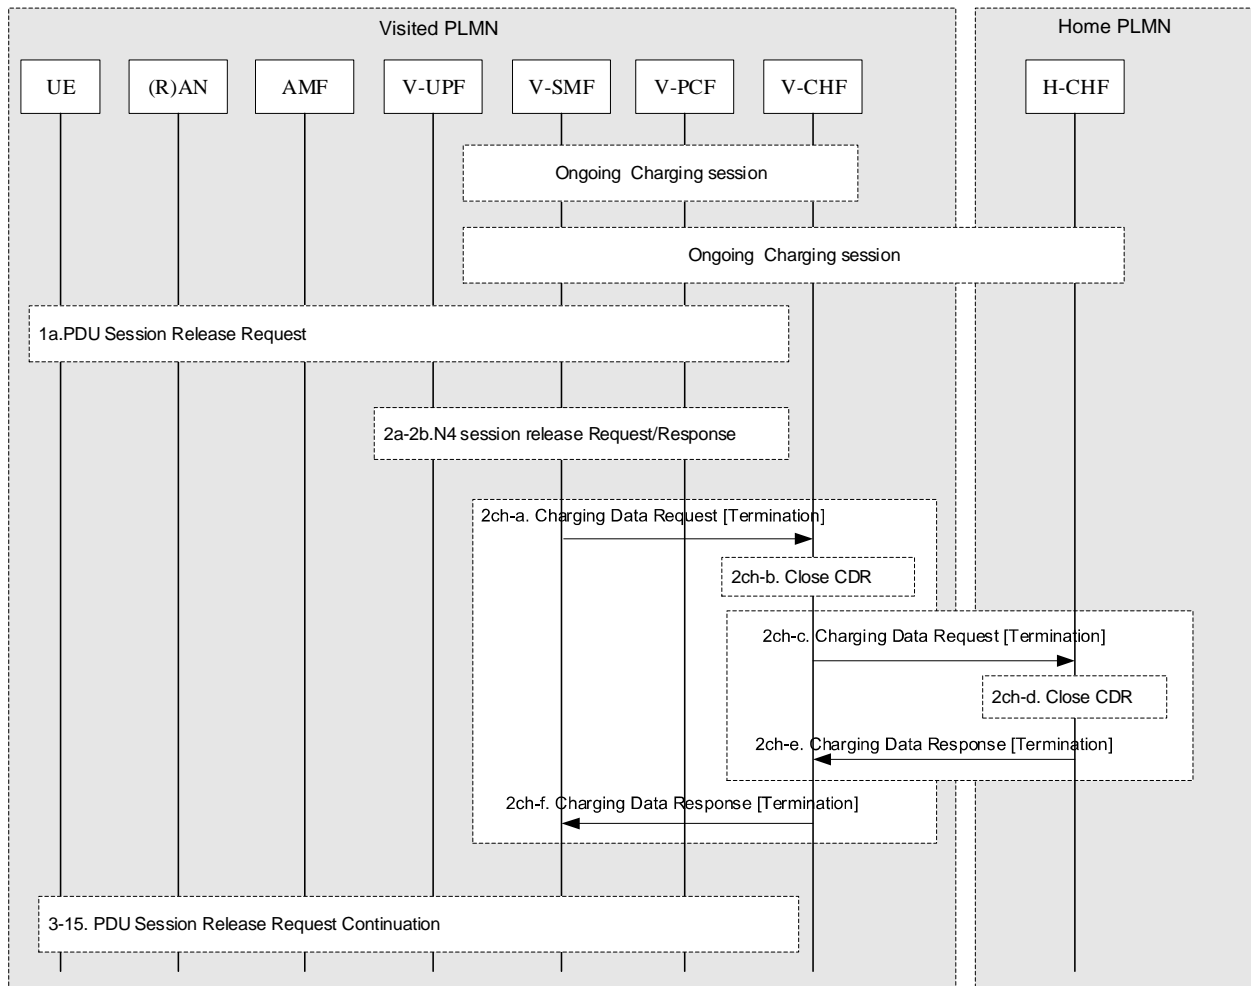 Visited PLMN
Home PLMN
UE
(R)AN
AMF
V-UPF
V-SMF
V-PCF
V-CHF
H-CHF
Ongoing Charging session
Ongoing Charging session
1a.PDU Session Release Request
2a-2b.N4 session release Request/Response
2ch-a. Charging Data Request [Termination]
2ch-b. Close CDR
2ch-c. Charging Data Request [Termination]
2ch-d. Close CDR
2ch-e. Charging Data Response [Termination]
2ch-f. Charging Data Response [Termination]
3-15. PDU Session Release Request Continuation